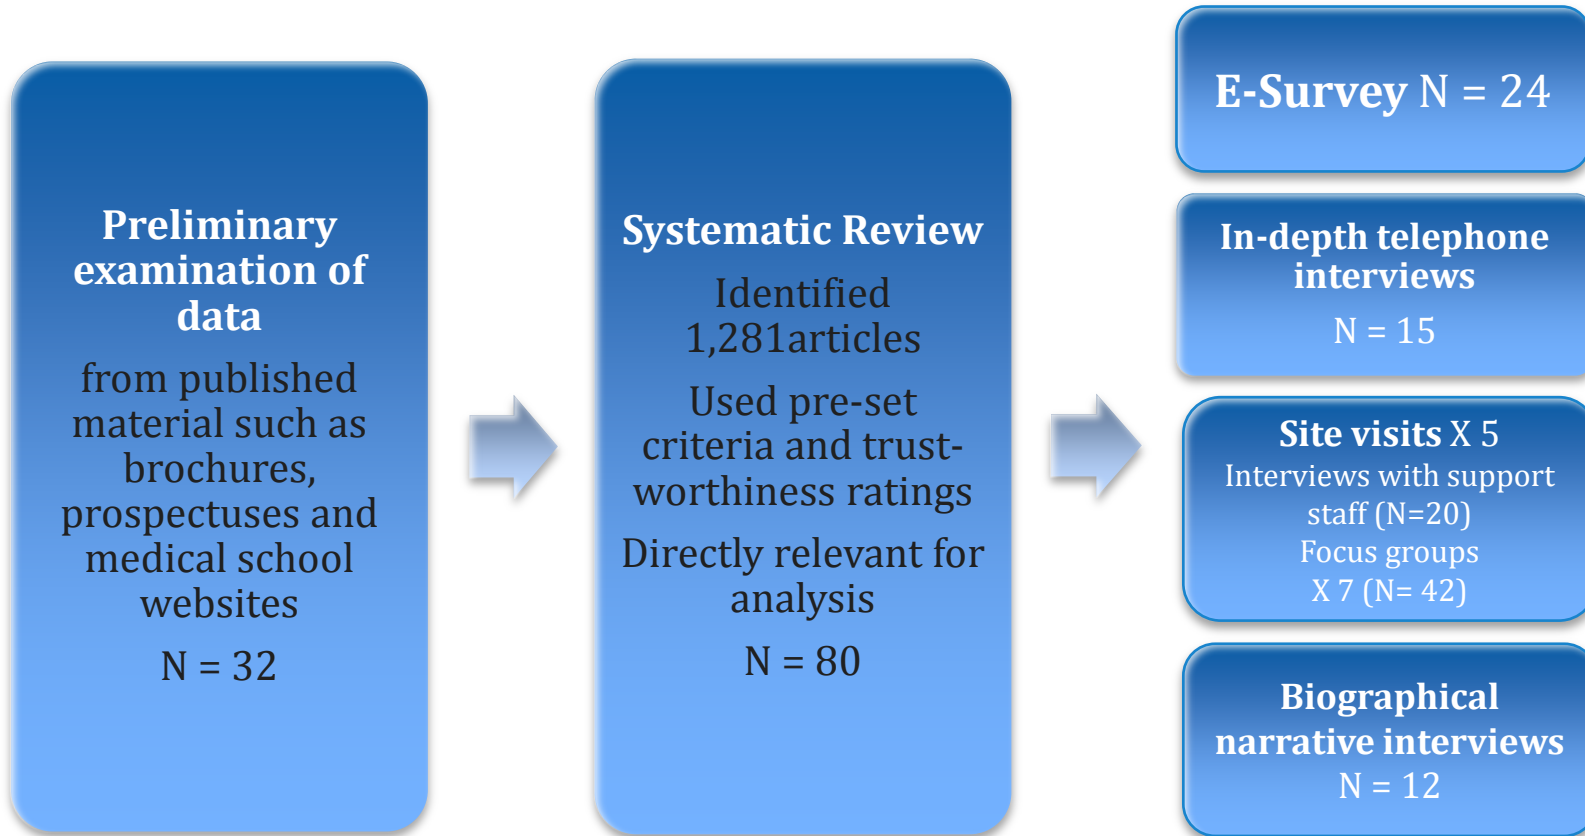 Preliminary
examination of
data
from published
material such as
brochures,
prospectuses and
medical school
websites
N = 32
Systematic Review
Identified
1,281articles
Used pre-set
criteria and trust-
worthiness ratings
Directly relevant for
analysis
N = 80
E-Survey N = 24
In-depth telephone
interviews
N = 15
Site visits X 5
Interviews with support
staff (N=20)
Focus groups
X 7 (N= 42)
Biographical
narrative interviews
N = 12